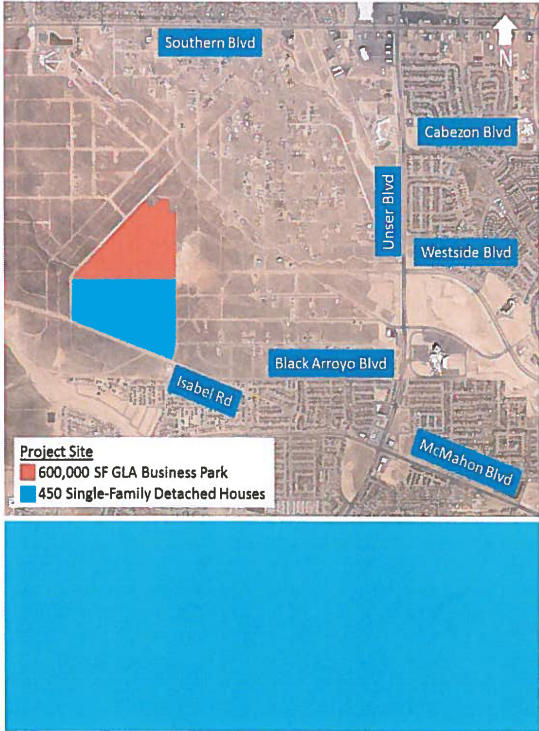 Southern Blvd
N
Cabezon Blvd
Unser Blvd
Westside Blvd
Black Arroyo Blvd
Isabel Rd
McMahon Blvd
Project Site
600,000 SF GLA Business Park
450 Single-Family Detached Houses